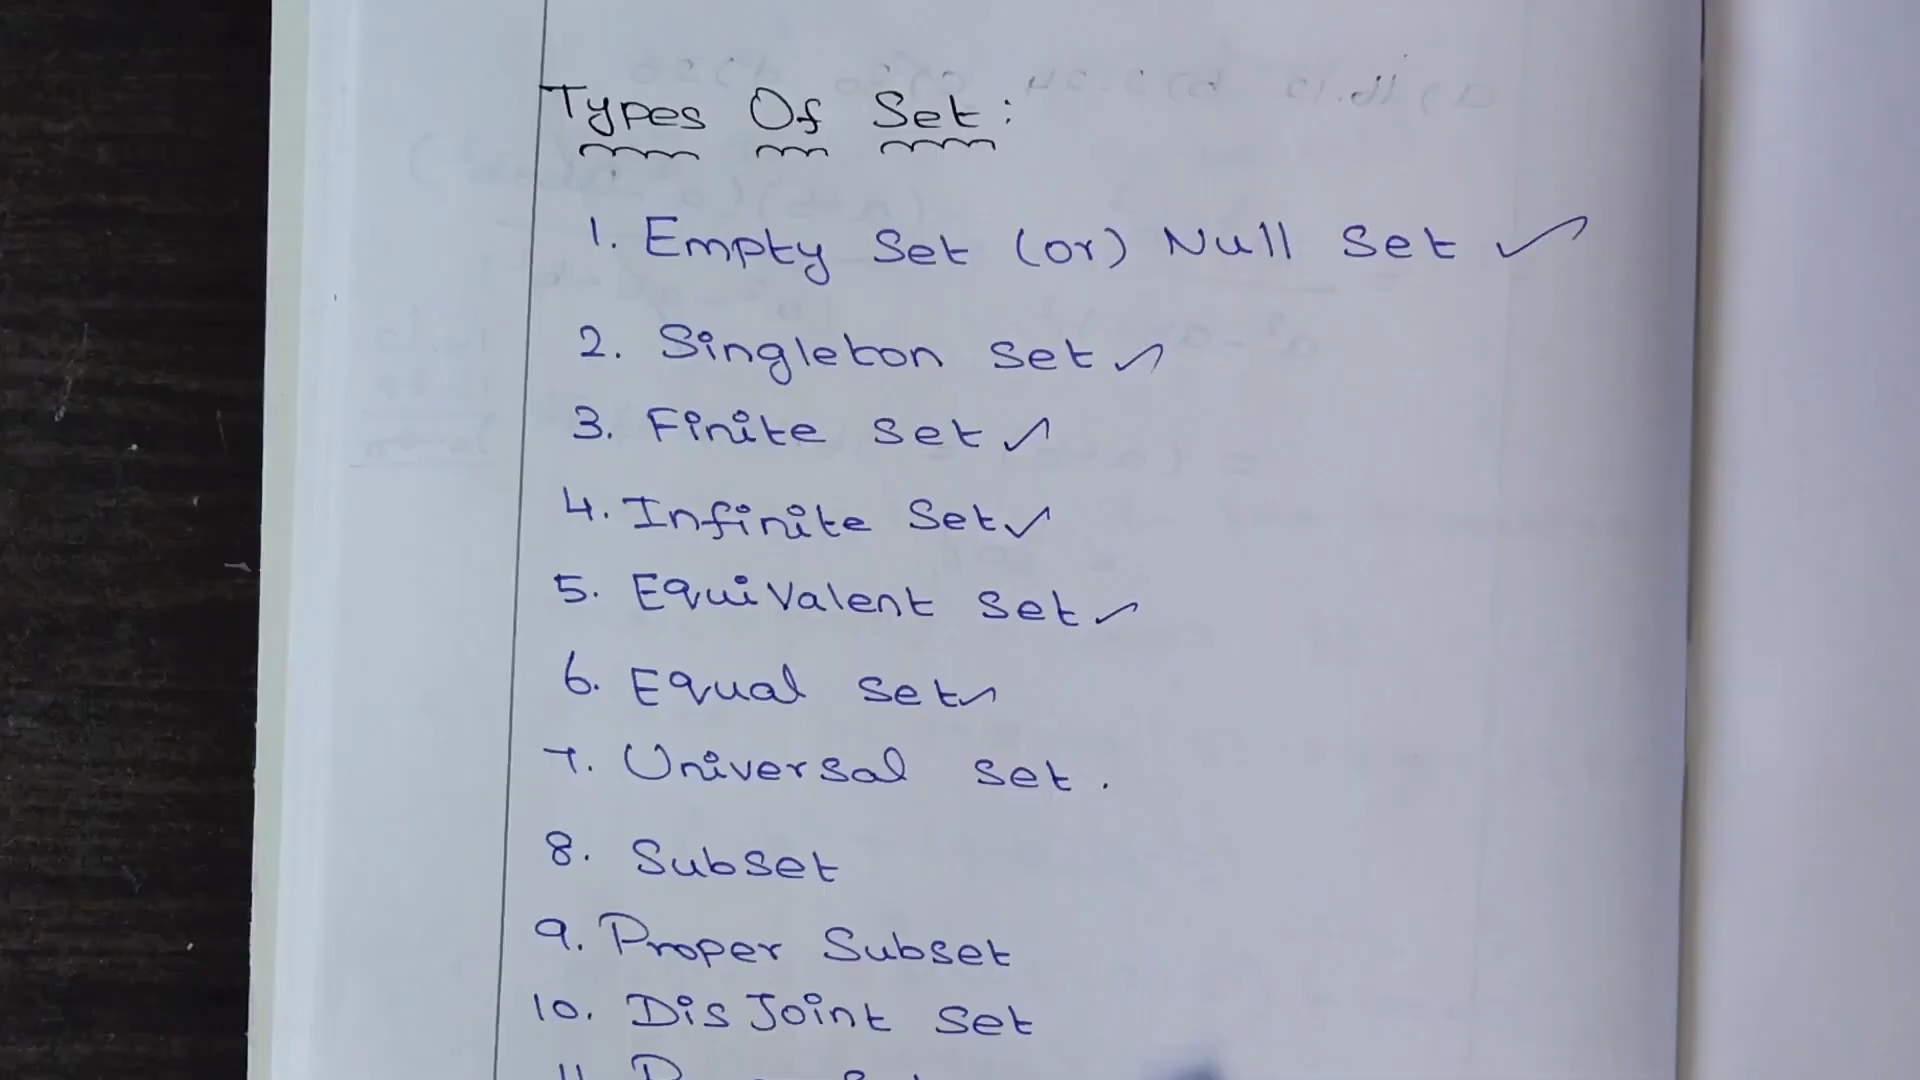 Types Of Set :
1. Empty Set (or) Null Set ✓
2. Singleton Set ✓
3. Finite Set ✓
4. Infinite Set ✓
5. Equivalent Set ✓
6. Equal Set ✓
7. Universal Set .
8. Subset
9. Proper Subset
10. DisJoint Set
11.